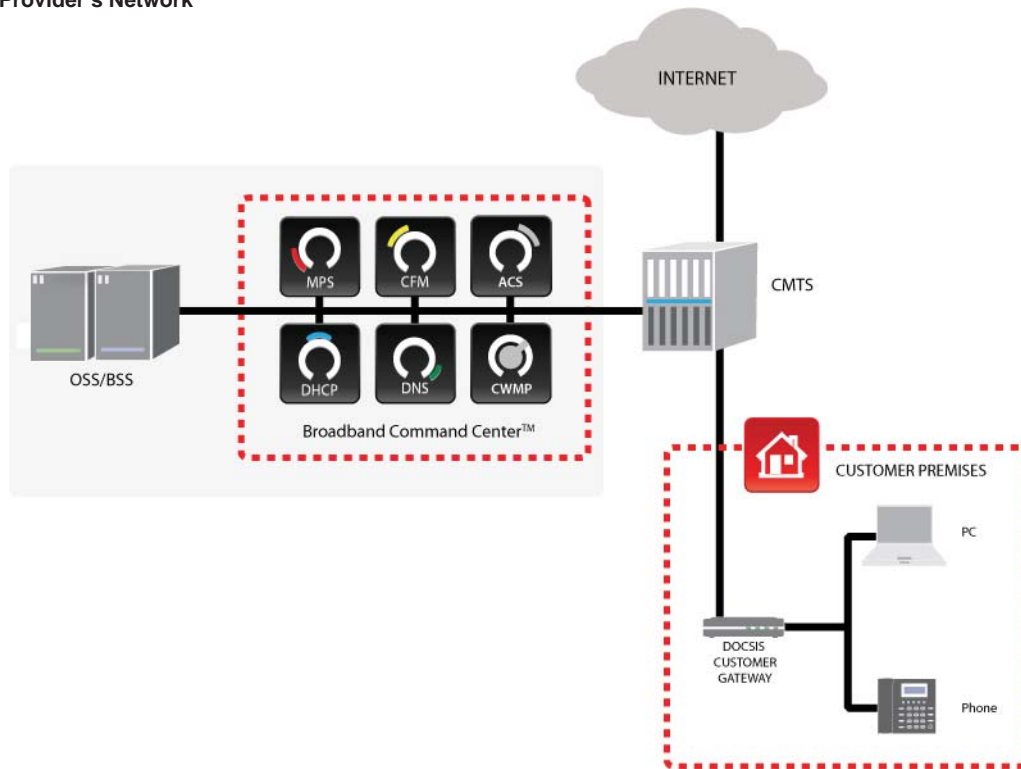 Provider's Network
INTERNET
MPS
CFM
ACS
CMTS
OSS/BSS
DHCP
DNS
CWMP
Broadband Command Center™
CUSTOMER PREMISES
PC
DOCSIS
CUSTOMER
GATEWAY
Phone